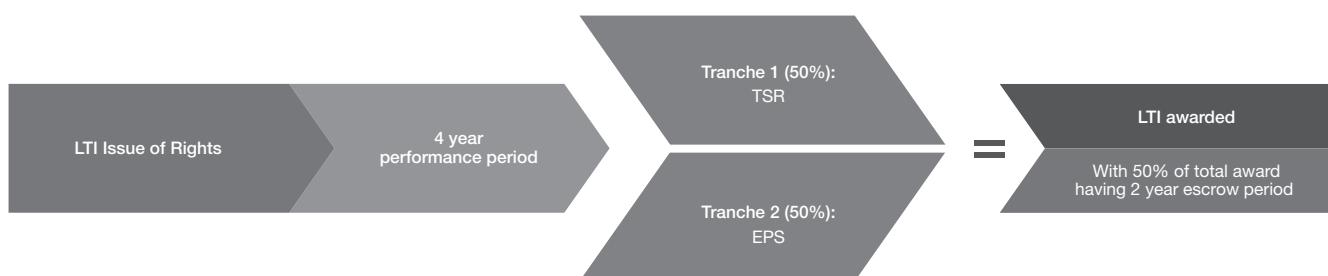 LTI Issue of Rights
4 year
performance period
Tranche 1 (50%):
TSR
Tranche 2 (50%):
EPS
=
LTI awarded
With 50% of total award
having 2 year escrow period